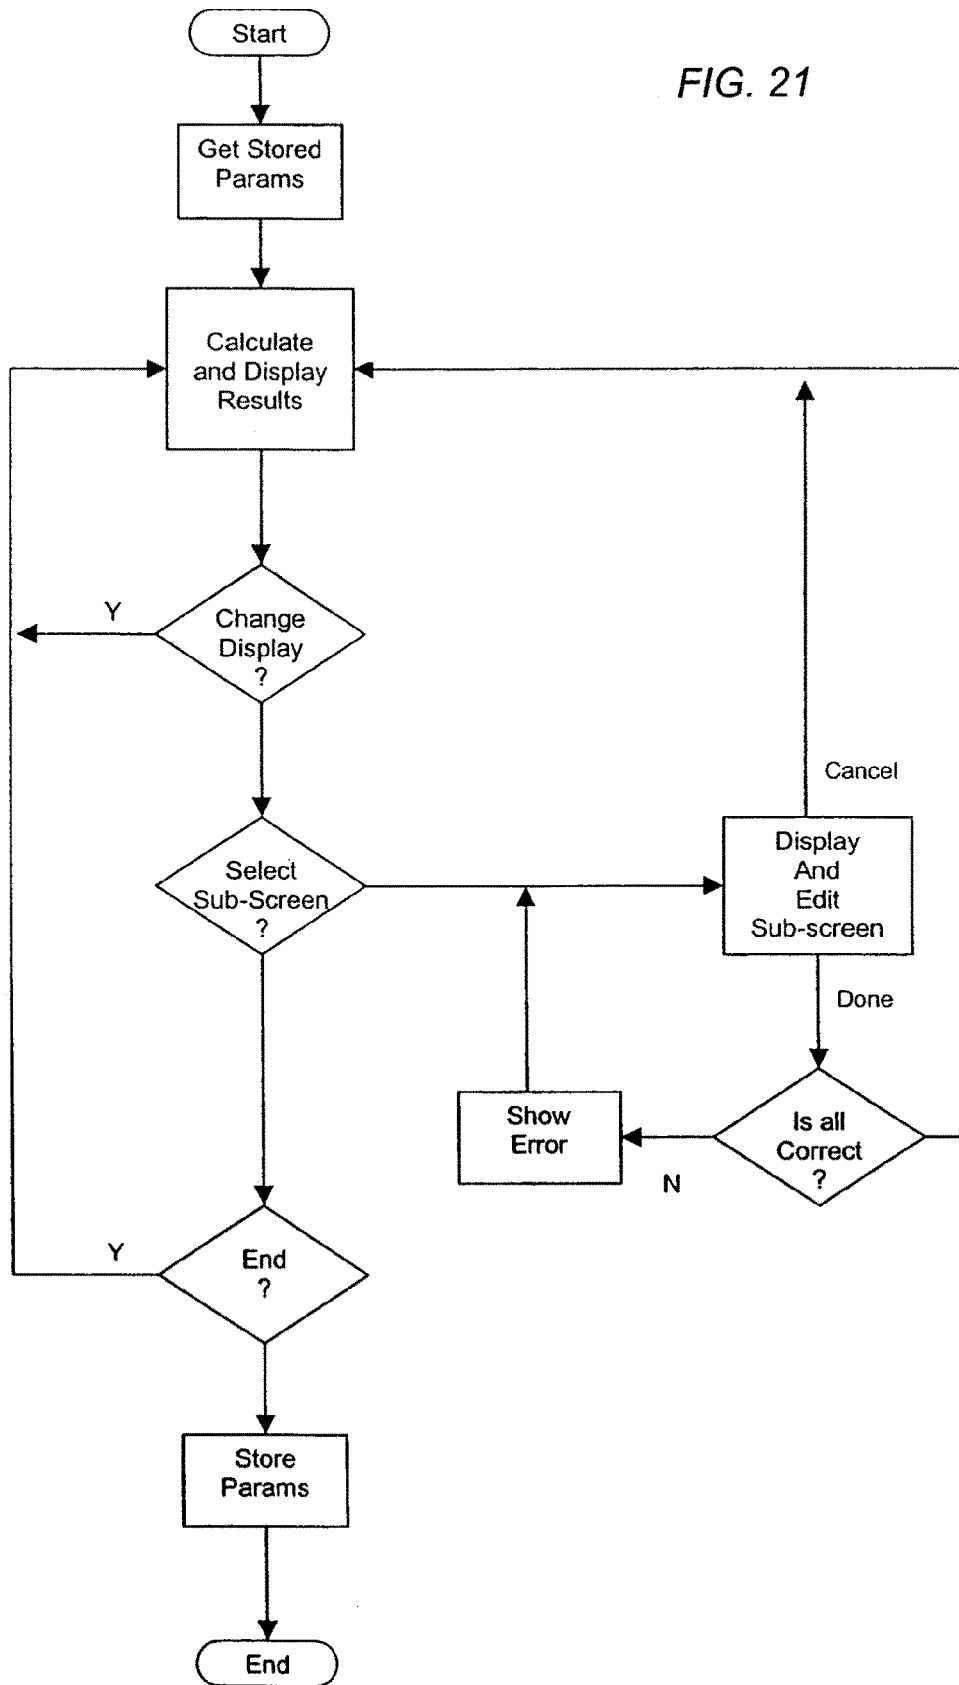 Start
FIG. 21
Get Stored
Params
Calculate
and Display
Results
Y
Change
Display
?
Cancel
Select
Sub-Screen
?
Display
And
Edit
Sub-screen
Done
Show
Error
N
Is all
Correct
?
Y
End
?
Store
Params
End